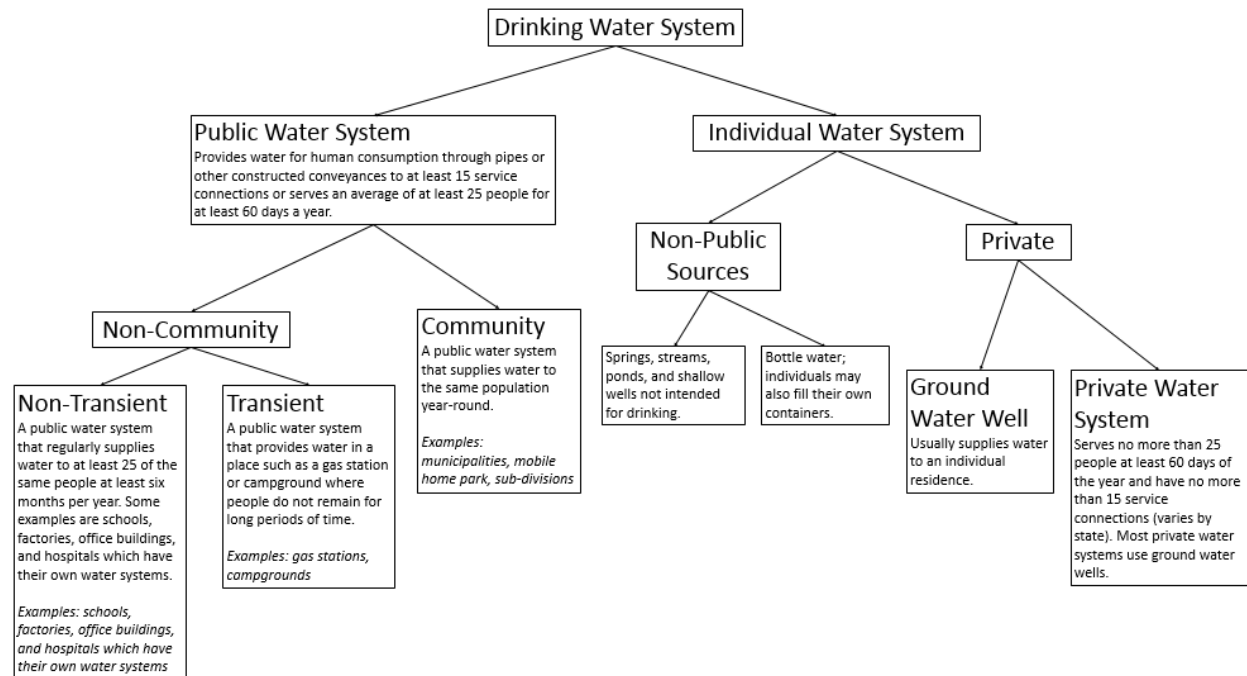 Drinking Water System
Public Water System
Provides water for human consumption through pipes or
other constructed conveyances to at least 15 service
connections or serves an average of at least 25 people for
at least 60 days a year.
Individual Water System
Non-Public
Sources
Private
Non-Community
Community
A public water system
that supplies water to
the same population
year-round.
Examples:
municipalities, mobile
home park, sub-divisions
Springs, streams,
ponds, and shallow
wells not intended
for drinking.
Bottle water;
individuals may
also fill their own
containers.
Non-Transient
A public water system
that regularly supplies
water to at least 25 of the
same people at least six
months per year. Some
examples are schools,
factories, office buildings,
and hospitals which have
their own water systems.
Examples: schools,
factories, office buildings,
and hospitals which have
their own water systems
Transient
A public water system
that provides water in a
place such as a gas station
or campground where
people do not remain for
long periods of time.
Examples: gas stations,
campgrounds
Ground
Water Well
Usually supplies water
to an individual
residence.
Private Water
System
Serves no more than 25
people at least 60 days of
the year and have no more
than 15 service
connections (varies by
state). Most private water
systems use ground water
wells.